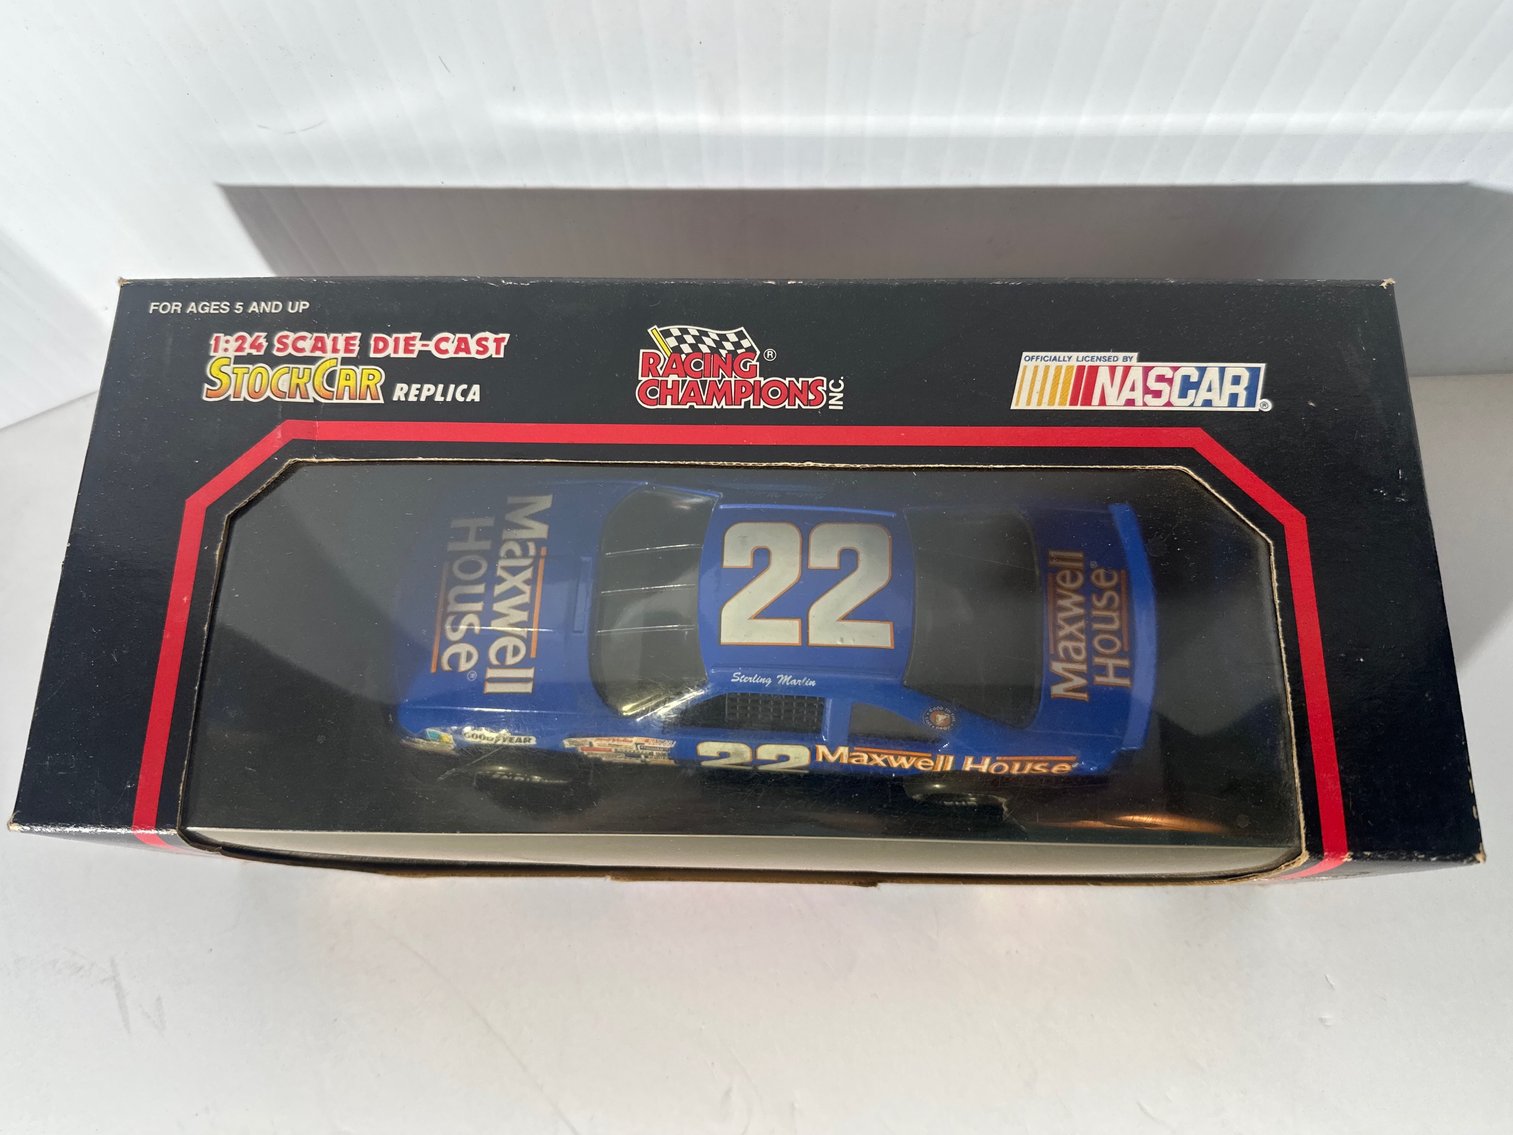 FOR AGES 5 AND UP
1:24 SCALE DIE-CAST
STOCKCAR REPLICA
RACING ®
CHAMPIONS INC.
OFFICIALLY LICENSED BY
NASCAR ®
Maxwell
House®
22
Sterling Marlin
Maxwell
House®
GOODYEAR
22 Maxwell House